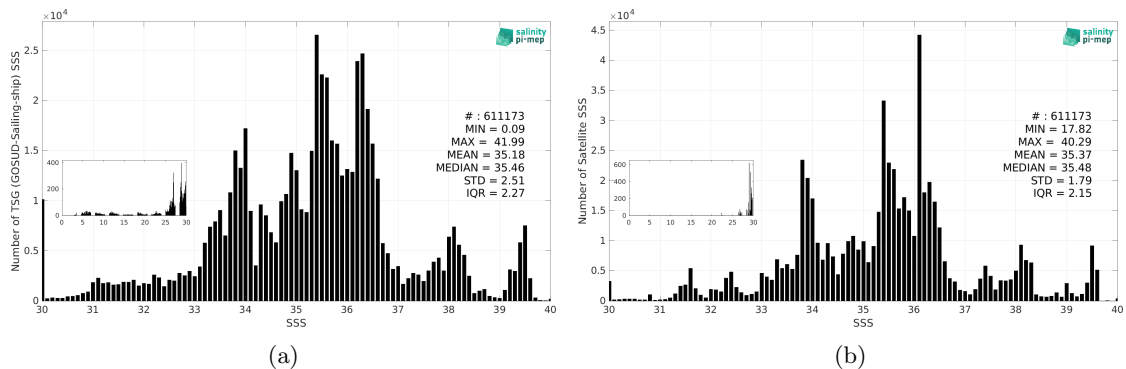 ×10⁴
salinity
pi-mep
# : 611173
MIN = 0.09
MAX = 41.99
MEAN = 35.18
MEDIAN = 35.46
STD = 2.51
IQR = 2.27
Number of TSG (GOSUD-Sailing-ship) SSS
2.5
2
1.5
1
0.5
0
400
200
0
0 5 10 15 20 25 30
30 31 32 33 34 35 36 37 38 39 40
SSS
(a)
×10⁴
salinity
pi-mep
# : 611173
MIN = 17.82
MAX = 40.29
MEAN = 35.37
MEDIAN = 35.48
STD = 1.79
IQR = 2.15
Number of Satellite SSS
4.5
4
3.5
3
2.5
2
1.5
1
0.5
0
600
400
200
0
0 5 10 15 20 25 30
30 31 32 33 34 35 36 37 38 39 40
SSS
(b)